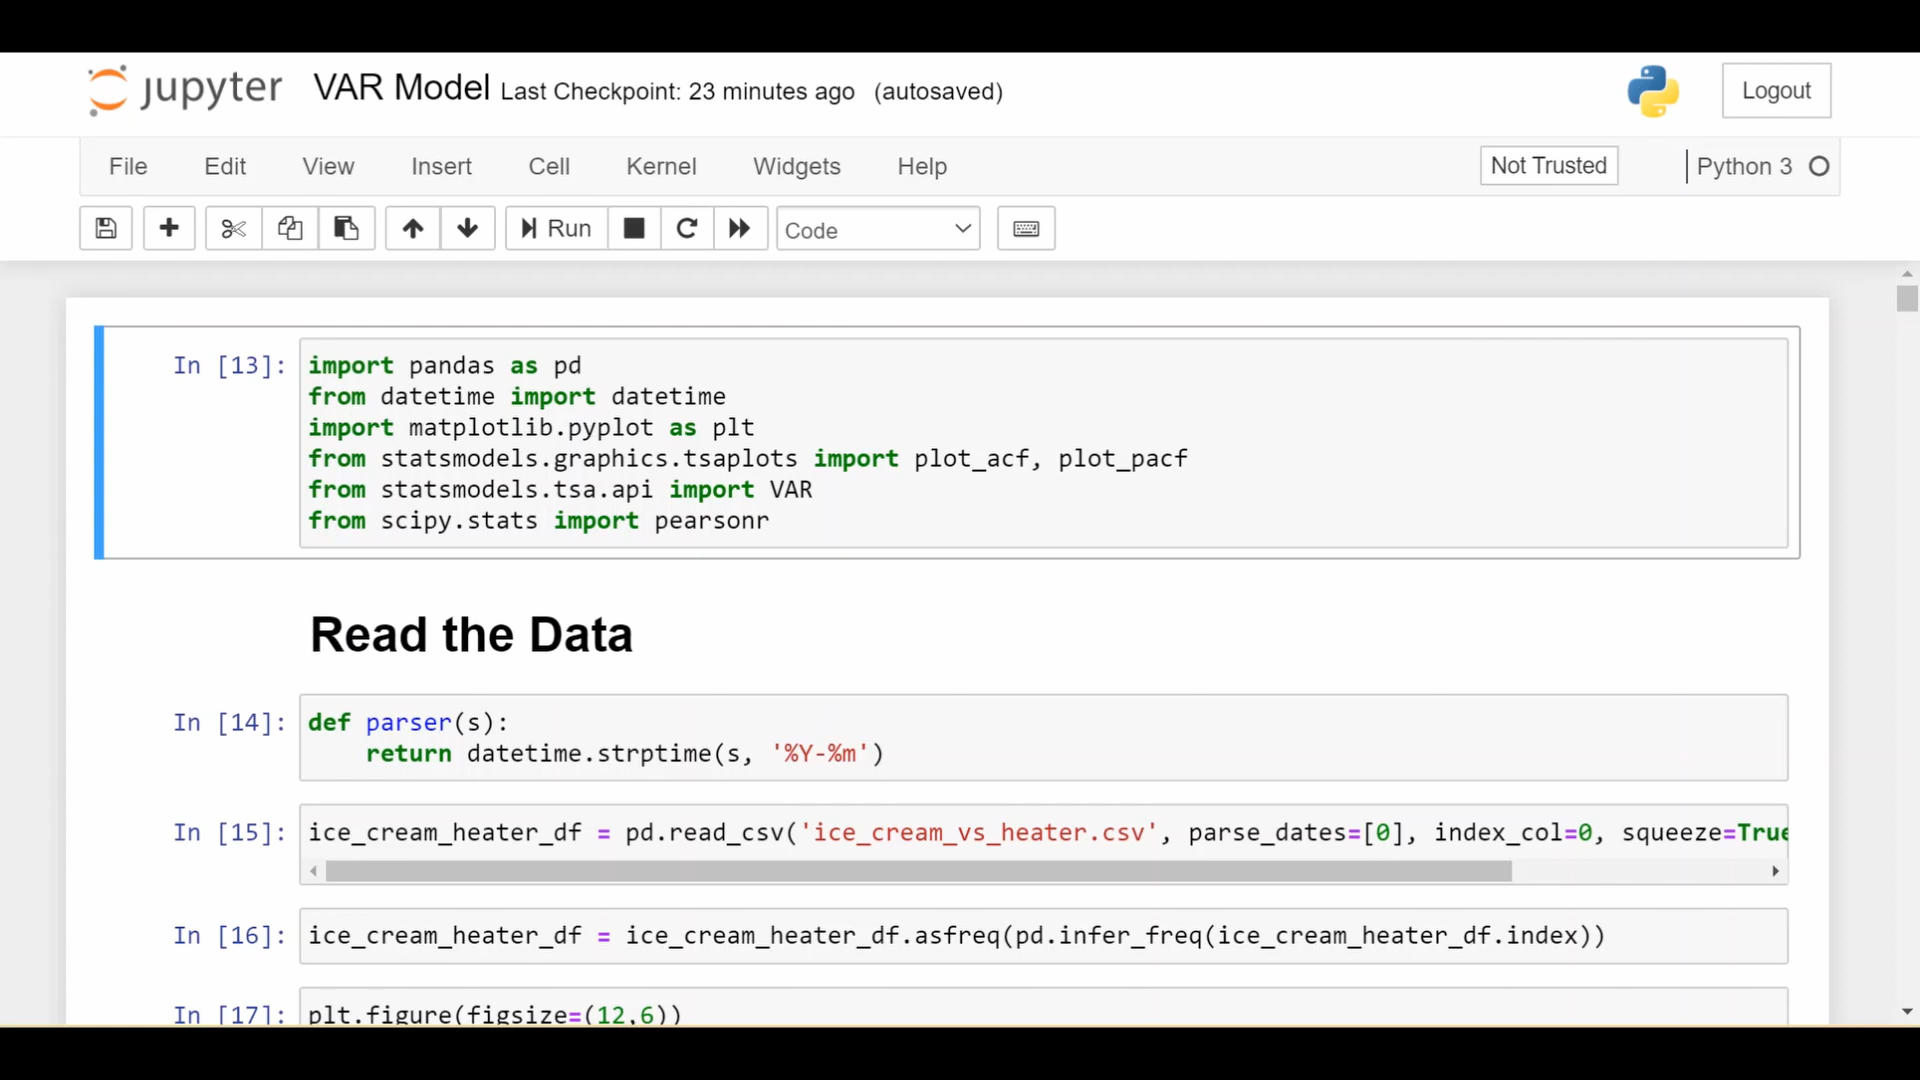 jupyter VAR Model Last Checkpoint: 23 minutes ago (autosaved) Logout
File Edit View Insert Cell Kernel Widgets Help Not Trusted Python 3
Run Code
In [13]: import pandas as pd
from datetime import datetime
import matplotlib.pyplot as plt
from statsmodels.graphics.tsaplots import plot_acf, plot_pacf
from statsmodels.tsa.api import VAR
from scipy.stats import pearsonr
Read the Data
In [14]: def parser(s):
return datetime.strptime(s, '%Y-%m')
In [15]: ice_cream_heater_df = pd.read_csv('ice_cream_vs_heater.csv', parse_dates=[0], index_col=0, squeeze=True
In [16]: ice_cream_heater_df = ice_cream_heater_df.asfreq(pd.infer_freq(ice_cream_heater_df.index))
In [17]: plt.figure(figsize=(12,6))